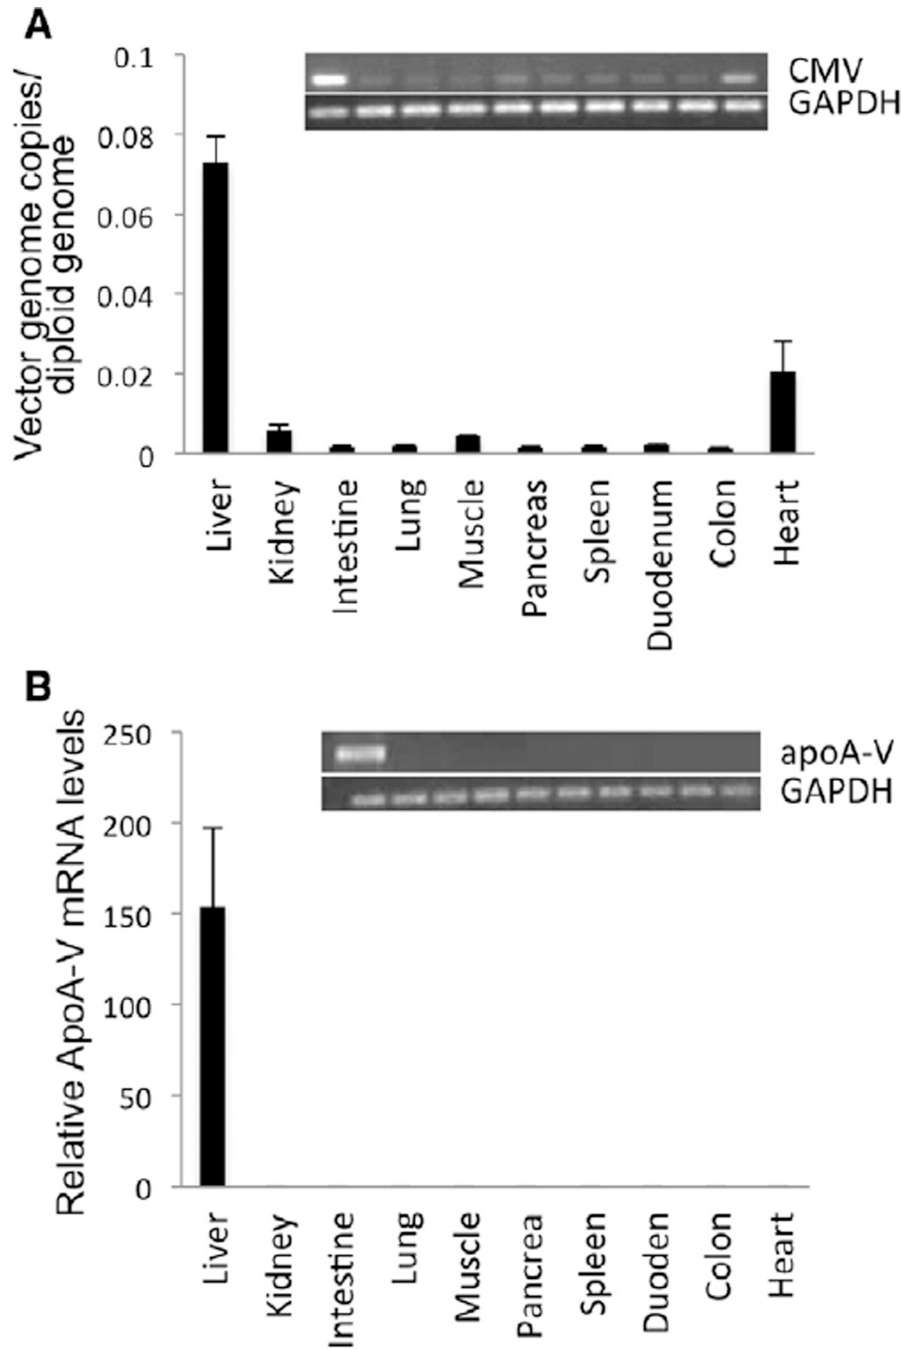 A
Vector genome copies/
diploid genome
0.1
0.08
0.06
0.04
0.02
0
CMV
GAPDH
Liver
Kidney
Intestine
Lung
Muscle
Pancreas
Spleen
Duodenum
Colon
Heart
B
Relative ApoA-V mRNA levels
250
200
150
100
50
0
apoA-V
GAPDH
Liver
Kidney
Intestine
Lung
Muscle
Pancrea
Spleen
Duoden
Colon
Heart